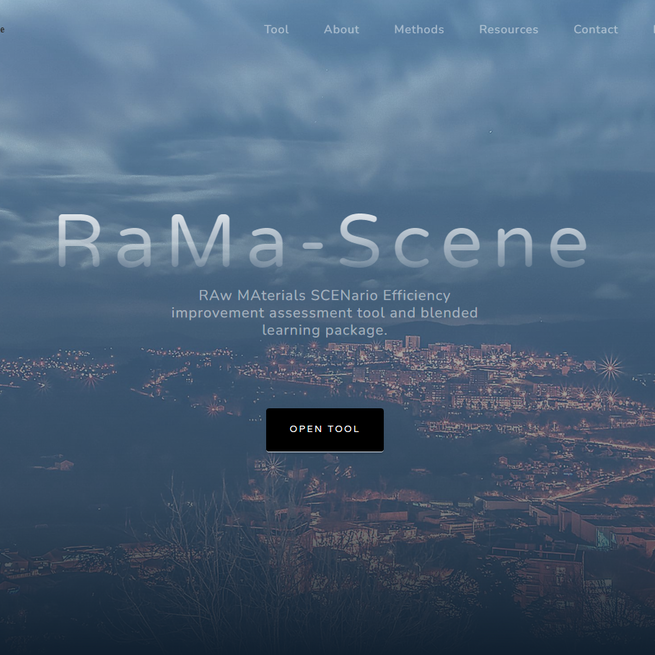 Tool About Methods Resources Contact
RaMa-Scene
RAw MAterials SCENario Efficiency
improvement assessment tool and blended
learning package.
OPEN TOOL